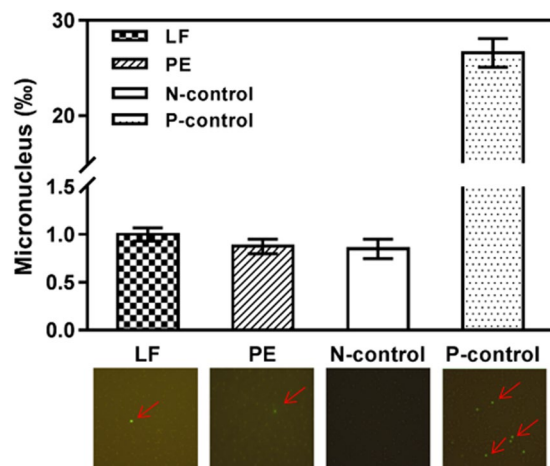 30
20
1.5
1.0
0.5
0.0
Micronucleus (‰)
LF
PE
N-control
P-control
LF PE N-control P-control